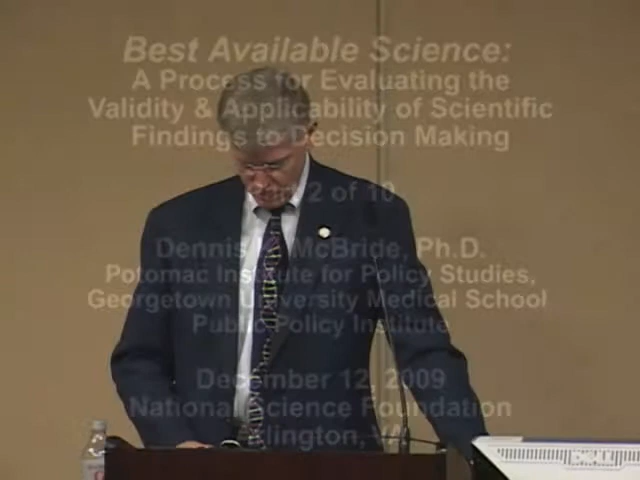 Best Available Science:
A Process for Evaluating the
Validity & Applicability of Scientific
Findings to Decision Making
2 of 10
Dennis McBride, Ph.D.
Potomac Institute for Policy Studies,
Georgetown University Medical School
Public Policy Institute
December 12, 2009
National Science Foundation
Arlington, VA
DELL